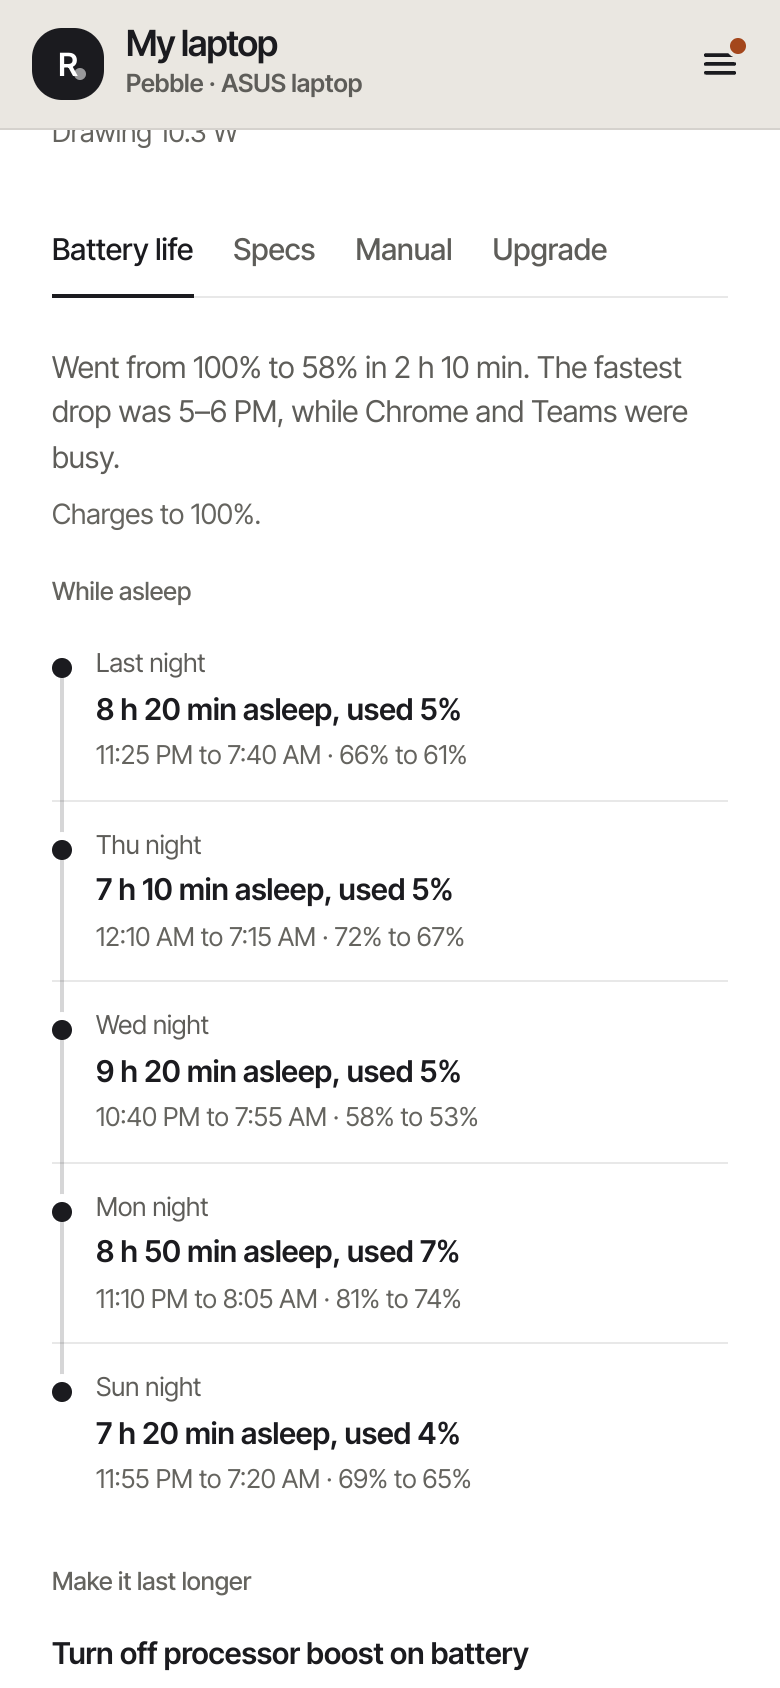 R
My laptop
Pebble · ASUS laptop
Drawing 10.3 W
Battery life
Specs
Manual
Upgrade
Went from 100% to 58% in 2 h 10 min. The fastest
drop was 5–6 PM, while Chrome and Teams were
busy.
Charges to 100%.
While asleep
Last night
8 h 20 min asleep, used 5%
11:25 PM to 7:40 AM · 66% to 61%
Thu night
7 h 10 min asleep, used 5%
12:10 AM to 7:15 AM · 72% to 67%
Wed night
9 h 20 min asleep, used 5%
10:40 PM to 7:55 AM · 58% to 53%
Mon night
8 h 50 min asleep, used 7%
11:10 PM to 8:05 AM · 81% to 74%
Sun night
7 h 20 min asleep, used 4%
11:55 PM to 7:20 AM · 69% to 65%
Make it last longer
Turn off processor boost on battery